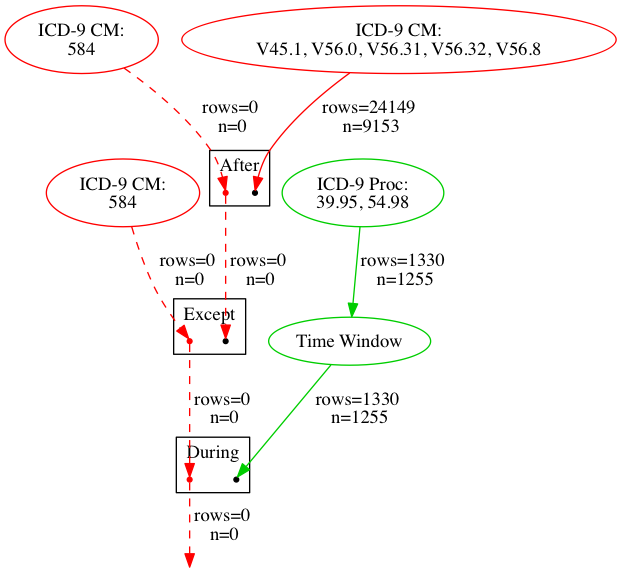 ICD-9 CM:
584
ICD-9 CM:
V45.1, V56.0, V56.31, V56.32, V56.8
rows=0
n=0
rows=24149
n=9153
After
ICD-9 CM:
584
ICD-9 Proc:
39.95, 54.98
rows=0
n=0
rows=0
n=0
rows=1330
n=1255
Except
Time Window
rows=0
n=0
rows=1330
n=1255
During
rows=0
n=0